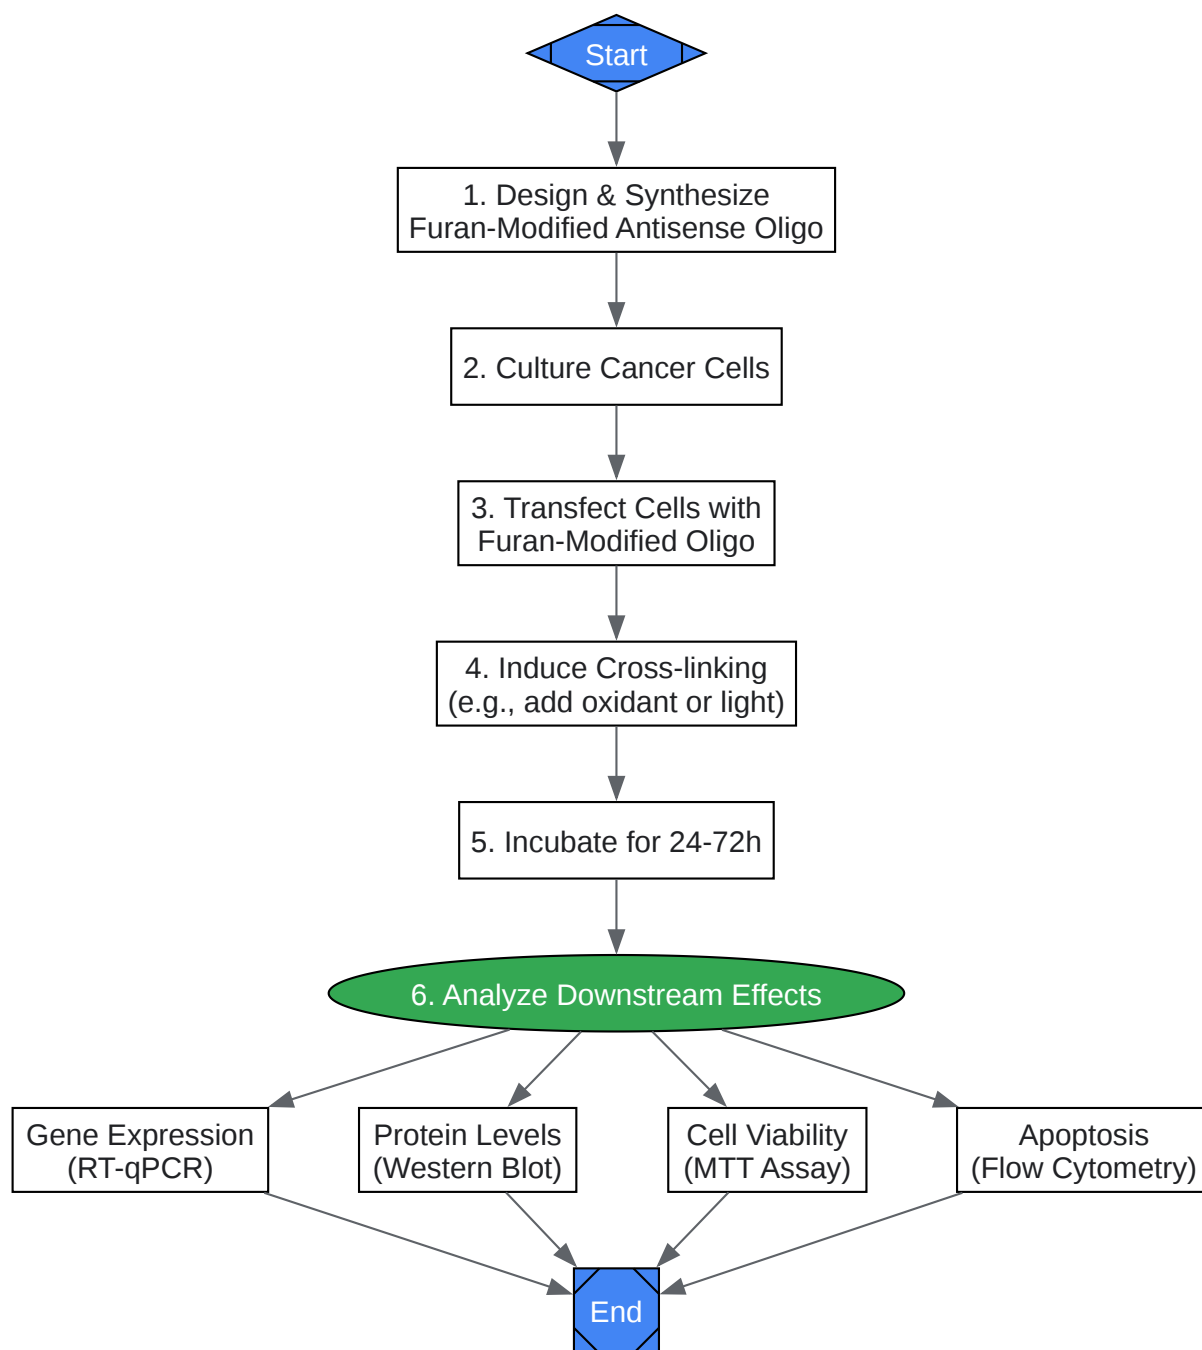 Start
1. Design & Synthesize
Furan-Modified Antisense Oligo
2. Culture Cancer Cells
3. Transfect Cells with
Furan-Modified Oligo
4. Induce Cross-linking
(e.g., add oxidant or light)
5. Incubate for 24-72h
6. Analyze Downstream Effects
Gene Expression
(RT-qPCR)
Protein Levels
(Western Blot)
Cell Viability
(MTT Assay)
Apoptosis
(Flow Cytometry)
End